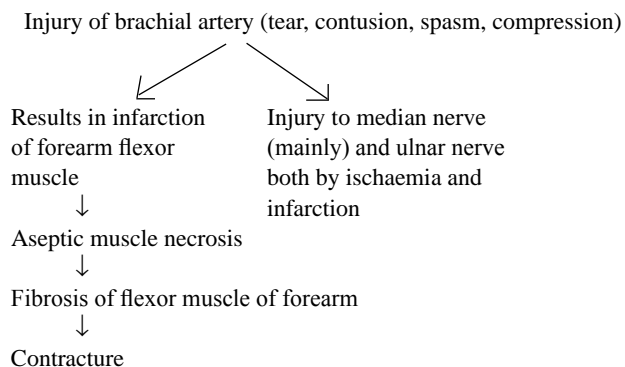 Injury of brachial artery (tear, contusion, spasm, compression)
Results in infarction
of forearm flexor
muscle
Injury to median nerve
(mainly) and ulnar nerve
both by ischaemia and
infarction
Aseptic muscle necrosis
Fibrosis of flexor muscle of forearm
Contracture